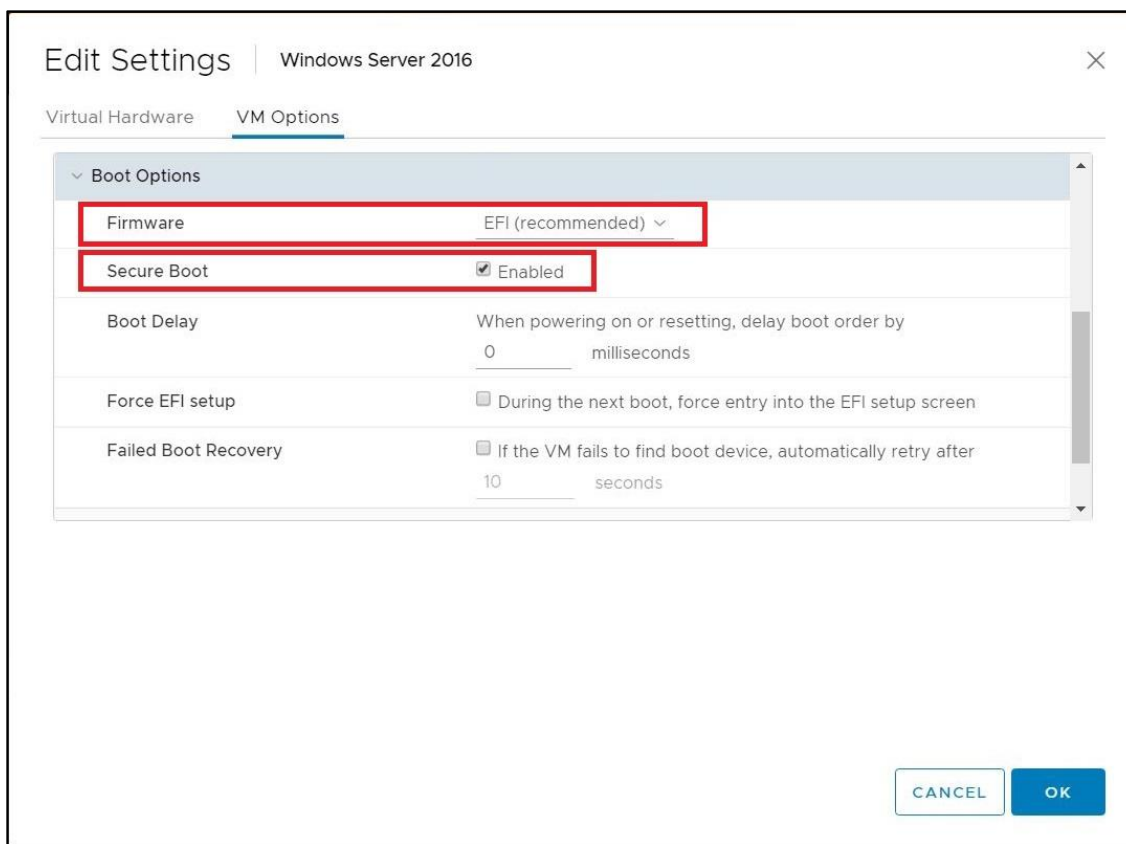 Edit Settings Windows Server 2016
Virtual Hardware VM Options
Boot Options
Firmware EFI (recommended)
Secure Boot Enabled
Boot Delay When powering on or resetting, delay boot order by
0 milliseconds
Force EFI setup During the next boot, force entry into the EFI setup screen
Failed Boot Recovery If the VM fails to find boot device, automatically retry after
10 seconds
CANCEL OK